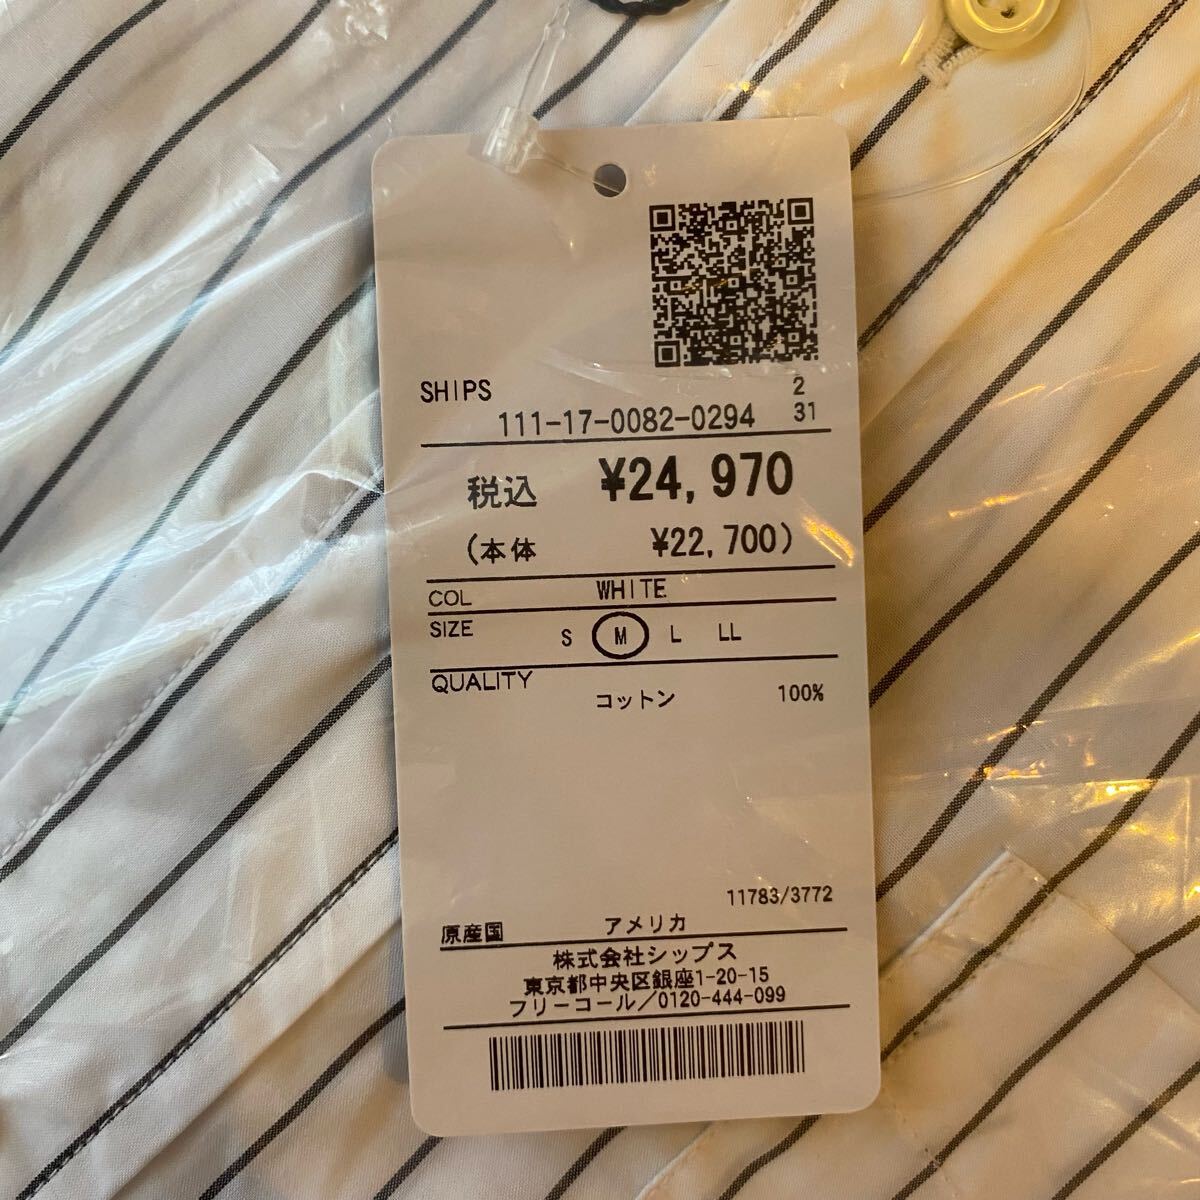 SHIPS 2
111-17-0082-0294 31
税込 ¥24,970
(本体 ¥22,700)
COL WHITE
SIZE S M L LL
QUALITY
コットン 100%
11783/3772
原産国 アメリカ
株式会社シップス
東京都中央区銀座1-20-15
フリーコール/0120-444-099